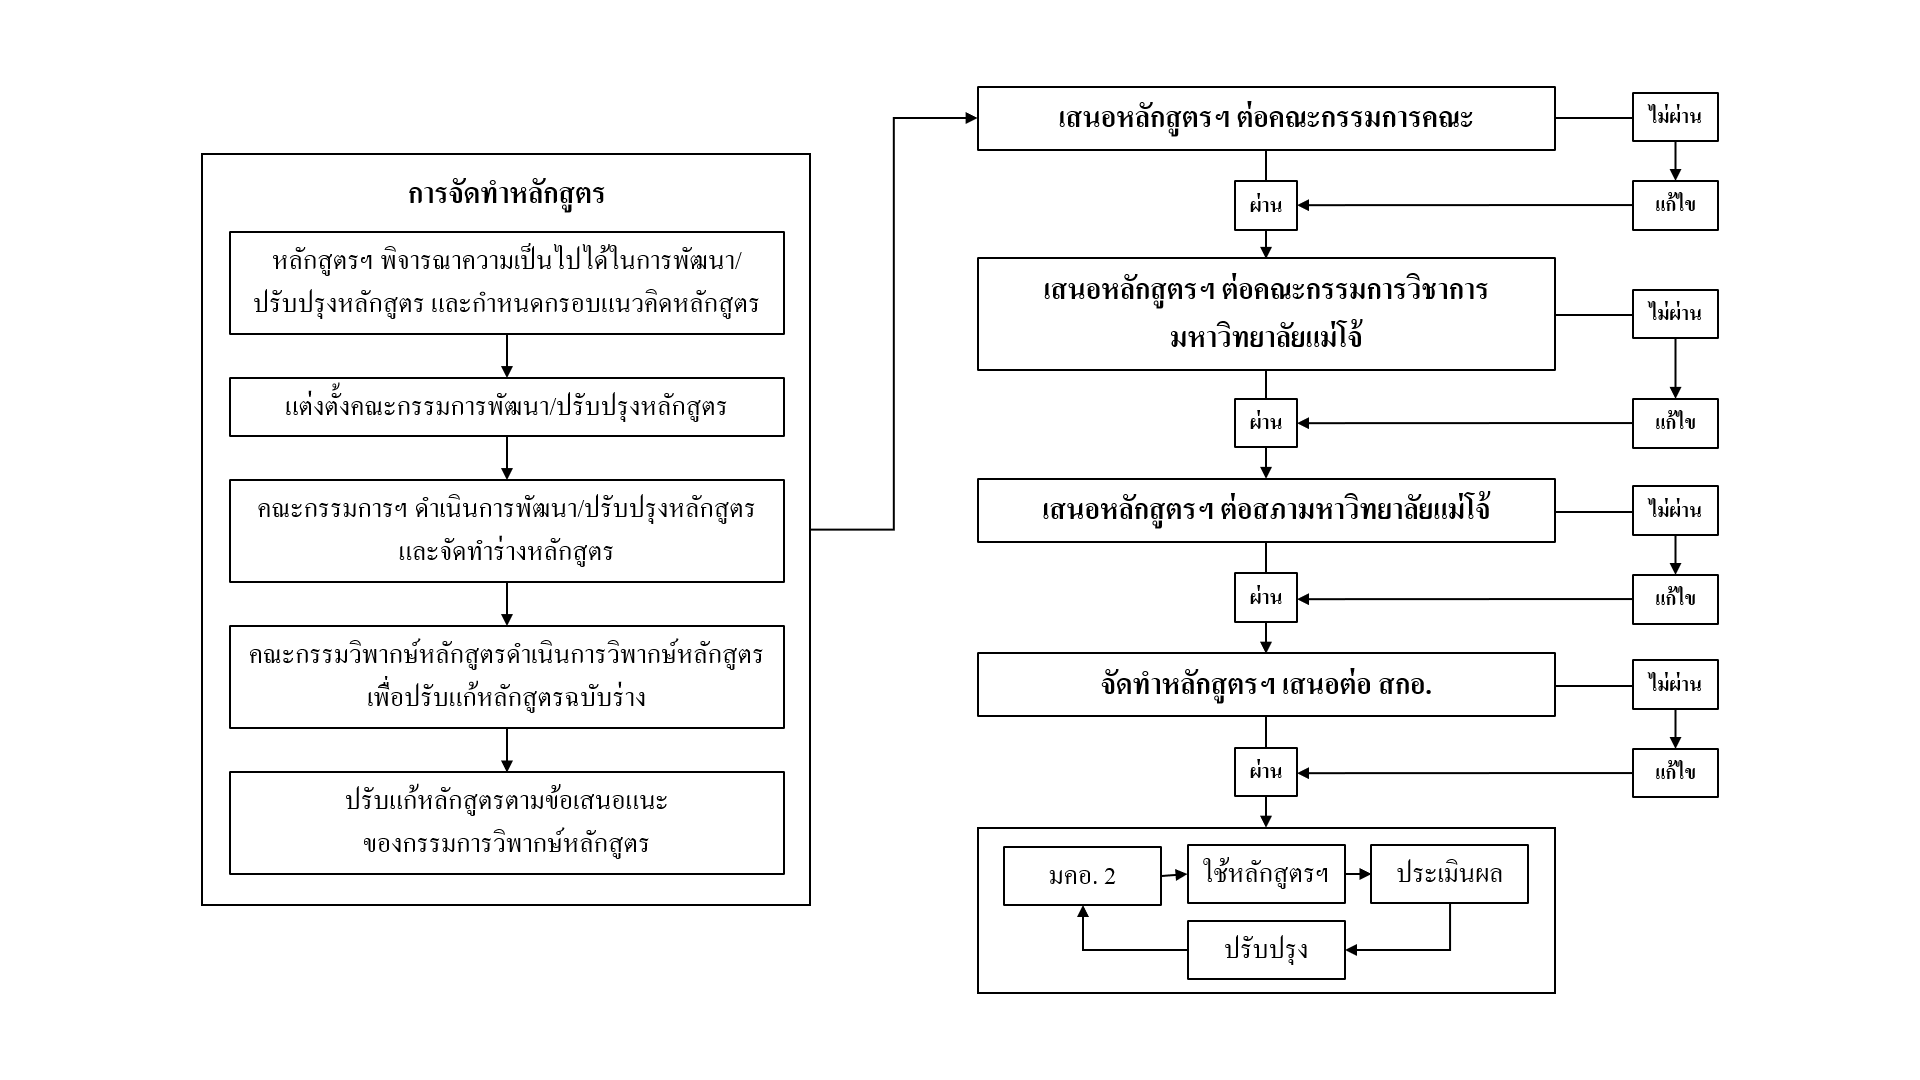 การจัดทำหลักสูตร
หลักสูตรฯ พิจารณาความเป็นไปได้ในการพัฒนา/
ปรับปรุงหลักสูตร และกำหนดกรอบแนวคิดหลักสูตร
แต่งตั้งคณะกรรมการพัฒนา/ปรับปรุงหลักสูตร
คณะกรรมการฯ ดำเนินการพัฒนา/ปรับปรุงหลักสูตร
และจัดทำร่างหลักสูตร
คณะกรรมวิพากษ์หลักสูตรดำเนินการวิพากษ์หลักสูตร
เพื่อปรับแก้หลักสูตรฉบับร่าง
ปรับแก้หลักสูตรตามข้อเสนอแนะ
ของกรรมการวิพากษ์หลักสูตร
เสนอหลักสูตรฯ ต่อคณะกรรมการคณะ
ไม่ผ่าน
ผ่าน
แก้ไข
เสนอหลักสูตรฯ ต่อคณะกรรมการวิชาการ
มหาวิทยาลัยแม่โจ้
ไม่ผ่าน
ผ่าน
แก้ไข
เสนอหลักสูตรฯ ต่อสภามหาวิทยาลัยแม่โจ้
ไม่ผ่าน
ผ่าน
แก้ไข
จัดทำหลักสูตรฯ เสนอต่อ สกอ.
ไม่ผ่าน
ผ่าน
แก้ไข
มคอ. 2
ใช้หลักสูตรฯ
ประเมินผล
ปรับปรุง